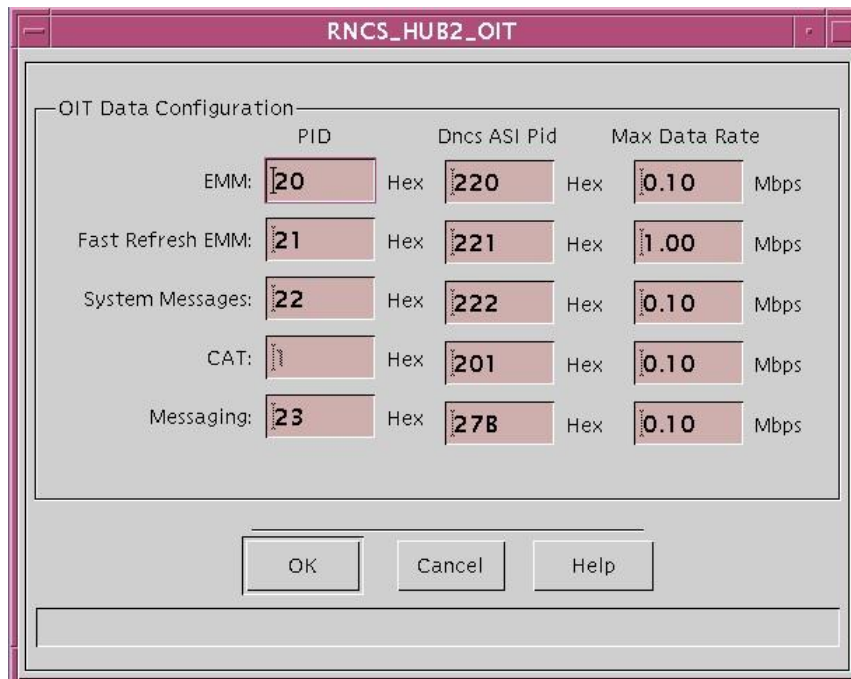 RNCS_HUB2_OIT
OIT Data Configuration
PID Dncs ASI Pid Max Data Rate
EMM: 20 Hex 220 Hex 0.10 Mbps
Fast Refresh EMM: 21 Hex 221 Hex 1.00 Mbps
System Messages: 22 Hex 222 Hex 0.10 Mbps
CAT: 1 Hex 201 Hex 0.10 Mbps
Messaging: 23 Hex 27B Hex 0.10 Mbps
OK Cancel Help